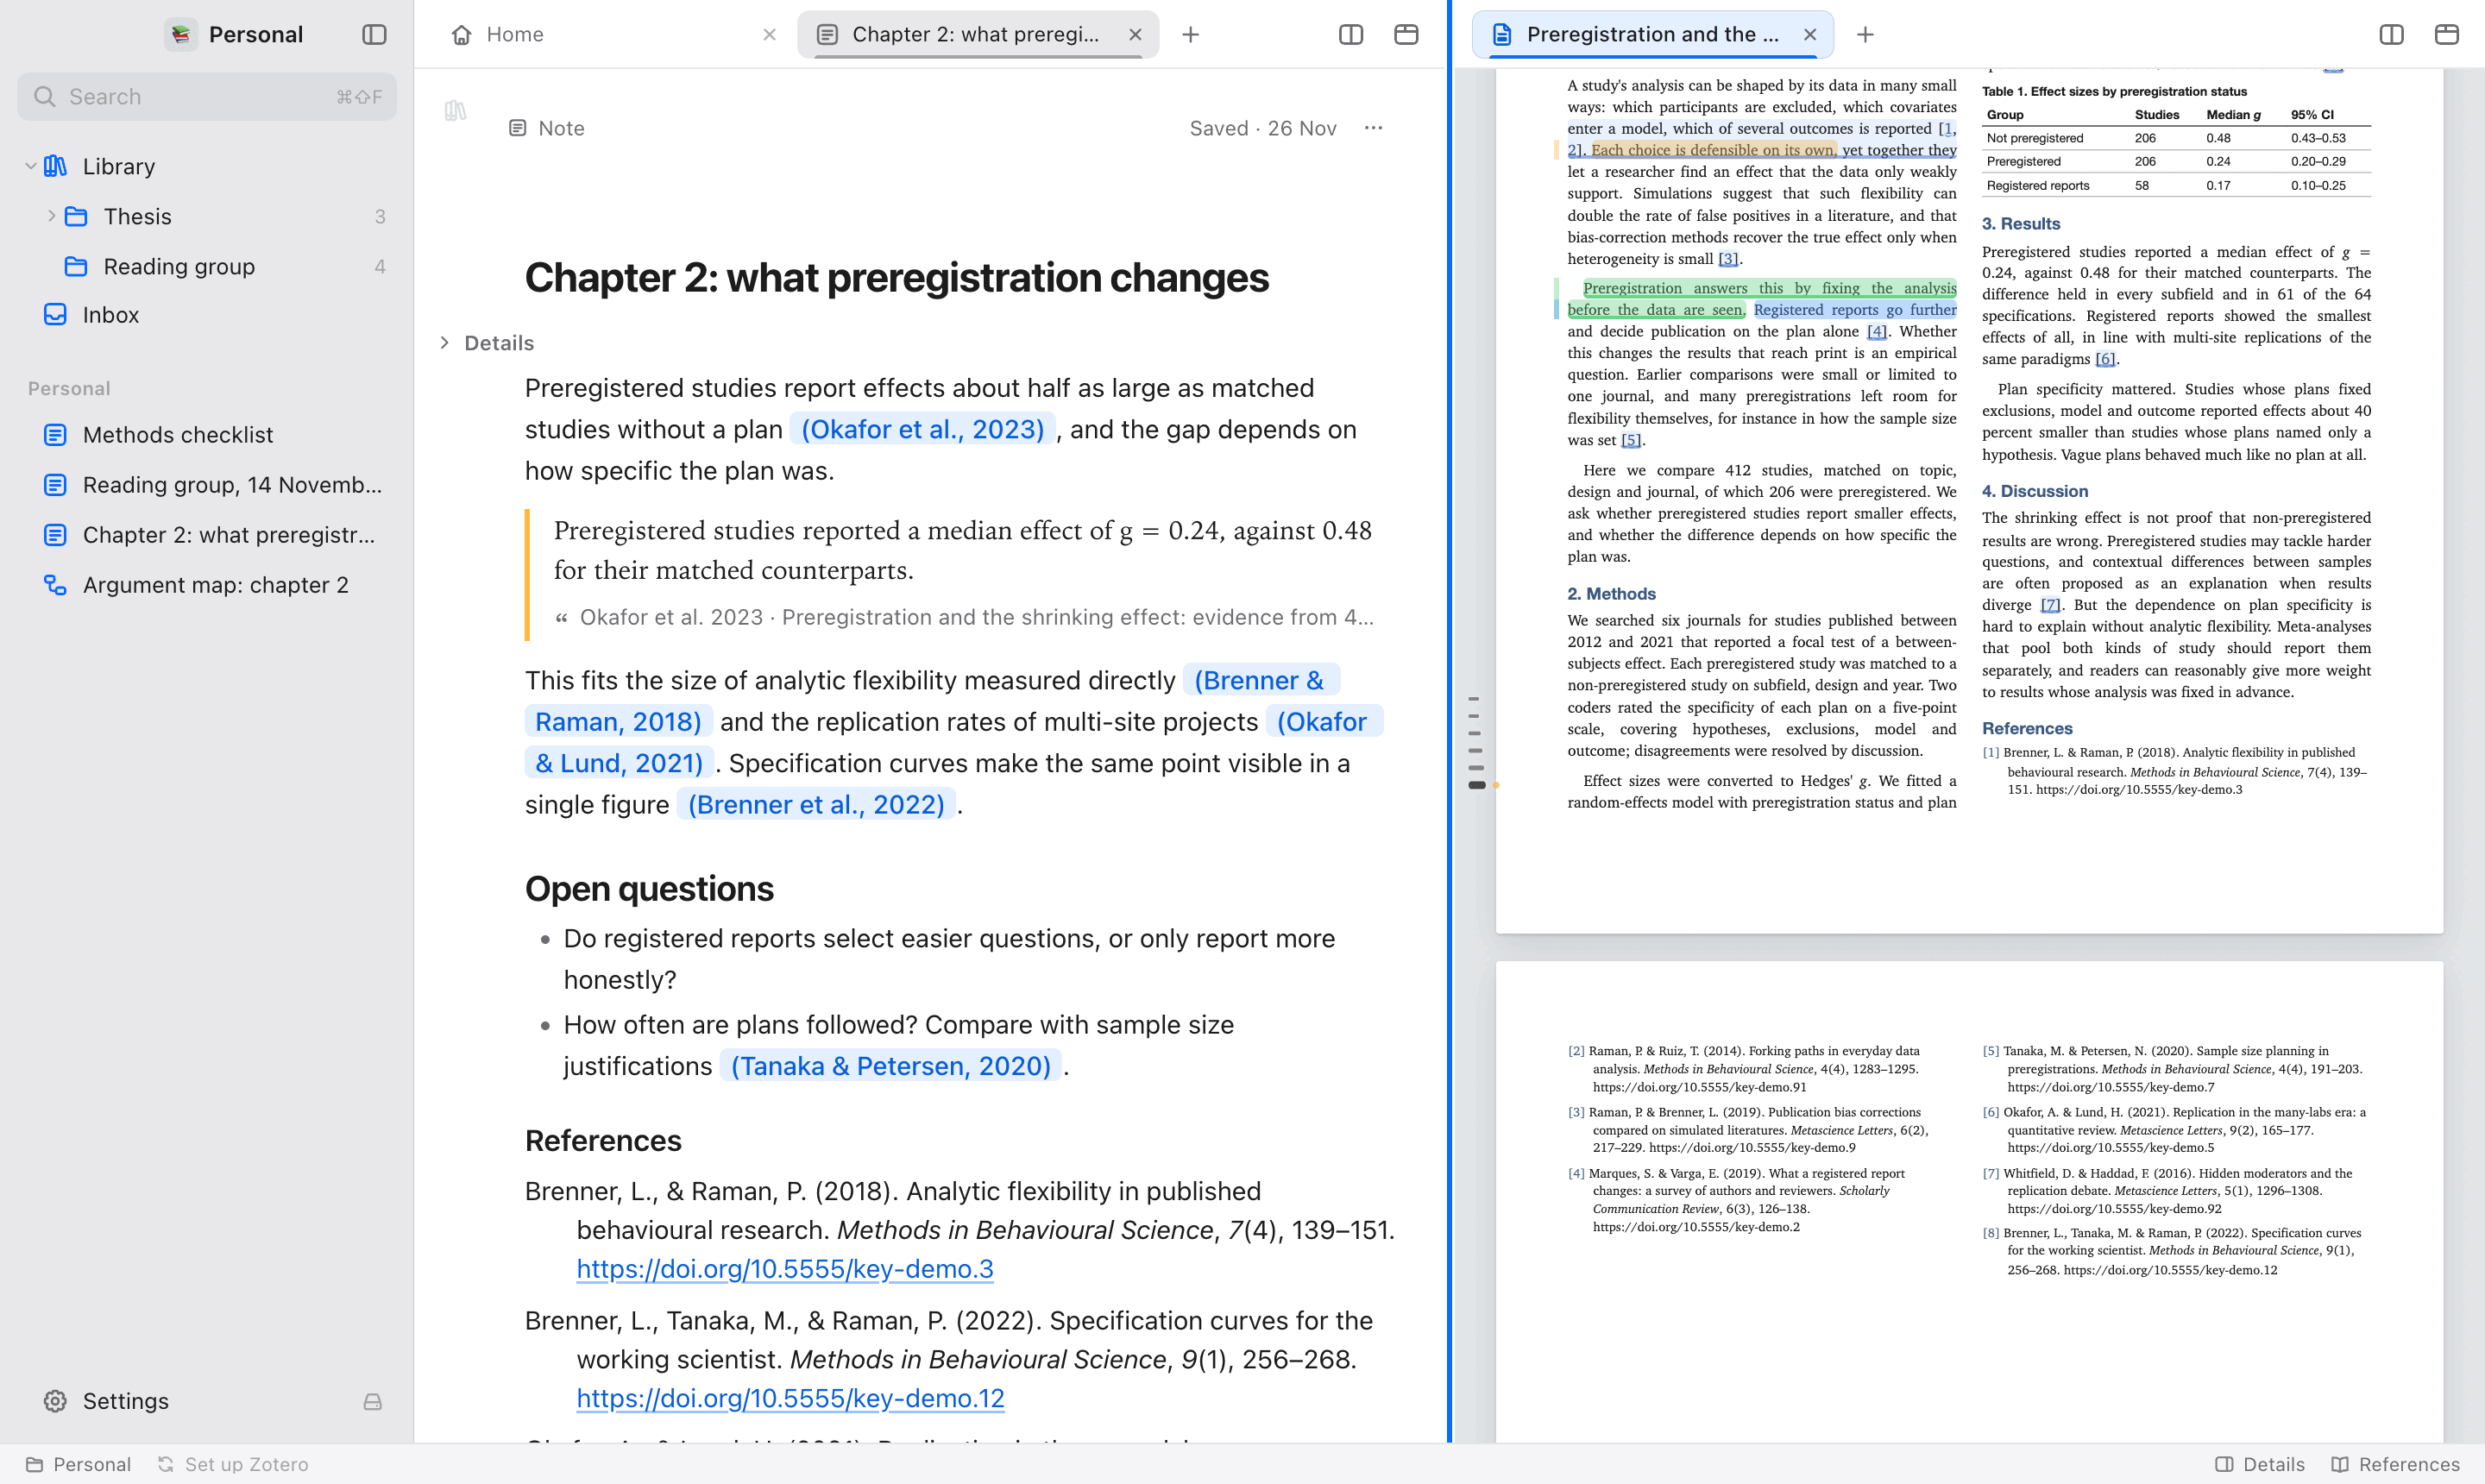 Personal
Search ⌘⇧F
Library
Thesis 3
Reading group 4
Inbox
Personal
Methods checklist
Reading group, 14 Novemb...
Chapter 2: what preregistr...
Argument map: chapter 2
Settings
Personal
Set up Zotero
Home
Chapter 2: what preregi...
Note
Saved · 26 Nov
Chapter 2: what preregistration changes
Details
Preregistered studies report effects about half as large as matched
studies without a plan (Okafor et al., 2023), and the gap depends on
how specific the plan was.
Preregistered studies reported a median effect of g = 0.24, against 0.48
for their matched counterparts.
“ Okafor et al. 2023 · Preregistration and the shrinking effect: evidence from 4...
This fits the size of analytic flexibility measured directly (Brenner &
Raman, 2018) and the replication rates of multi-site projects (Okafor
& Lund, 2021). Specification curves make the same point visible in a
single figure (Brenner et al., 2022).
Open questions
• Do registered reports select easier questions, or only report more
honestly?
• How often are plans followed? Compare with sample size
justifications (Tanaka & Petersen, 2020).
References
Brenner, L., & Raman, P. (2018). Analytic flexibility in published
behavioural research. Methods in Behavioural Science, 7(4), 139–151.
https://doi.org/10.5555/key-demo.3
Brenner, L., Tanaka, M., & Raman, P. (2022). Specification curves for the
working scientist. Methods in Behavioural Science, 9(1), 256–268.
https://doi.org/10.5555/key-demo.12
Preregistration and the ...
A study's analysis can be shaped by its data in many small
ways: which participants are excluded, which covariates
enter a model, which of several outcomes is reported [1,
2]. Each choice is defensible on its own, yet together they
let a researcher find an effect that the data only weakly
support. Simulations suggest that such flexibility can
double the rate of false positives in a literature, and that
bias-correction methods recover the true effect only when
heterogeneity is small [3].
Preregistration answers this by fixing the analysis
before the data are seen. Registered reports go further
and decide publication on the plan alone [4]. Whether
this changes the results that reach print is an empirical
question. Earlier comparisons were small or limited to
one journal, and many preregistrations left room for
flexibility themselves, for instance in how the sample size
was set [5].
Here we compare 412 studies, matched on topic,
design and journal, of which 206 were preregistered. We
ask whether preregistered studies report smaller effects,
and whether the difference depends on how specific the
plan was.
2. Methods
We searched six journals for studies published between
2012 and 2021 that reported a focal test of a between-
subjects effect. Each preregistered study was matched to a
non-preregistered study on subfield, design and year. Two
coders rated the specificity of each plan on a five-point
scale, covering hypotheses, exclusions, model and
outcome; disagreements were resolved by discussion.
Effect sizes were converted to Hedges' g. We fitted a
random-effects model with preregistration status and plan
Table 1. Effect sizes by preregistration status
Group Studies Median g 95% CI
Not preregistered 206 0.48 0.43–0.53
Preregistered 206 0.24 0.20–0.29
Registered reports 58 0.17 0.10–0.25
3. Results
Preregistered studies reported a median effect of g =
0.24, against 0.48 for their matched counterparts. The
difference held in every subfield and in 61 of the 64
specifications. Registered reports showed the smallest
effects of all, in line with multi-site replications of the
same paradigms [6].
Plan specificity mattered. Studies whose plans fixed
exclusions, model and outcome reported effects about 40
percent smaller than studies whose plans named only a
hypothesis. Vague plans behaved much like no plan at all.
4. Discussion
The shrinking effect is not proof that non-preregistered
results are wrong. Preregistered studies may tackle harder
questions, and contextual differences between samples
are often proposed as an explanation when results
diverge [7]. But the dependence on plan specificity is
hard to explain without analytic flexibility. Meta-analyses
that pool both kinds of study should report them
separately, and readers can reasonably give more weight
to results whose analysis was fixed in advance.
References
[1] Brenner, L. & Raman, P. (2018). Analytic flexibility in published
behavioural research. Methods in Behavioural Science, 7(4), 139–
151. https://doi.org/10.5555/key-demo.3
[2] Raman, P. & Ruiz, T. (2014). Forking paths in everyday data
analysis. Methods in Behavioural Science, 4(4), 1283–1295.
https://doi.org/10.5555/key-demo.91
[3] Raman, P. & Brenner, L. (2019). Publication bias corrections
compared on simulated literatures. Metascience Letters, 6(2),
217–229. https://doi.org/10.5555/key-demo.9
[4] Marques, S. & Varga, E. (2019). What a registered report
changes: a survey of authors and reviewers. Scholarly
Communication Review, 6(3), 126–138.
https://doi.org/10.5555/key-demo.2
[5] Tanaka, M. & Petersen, N. (2020). Sample size planning in
preregistrations. Methods in Behavioural Science, 4(4), 191–203.
https://doi.org/10.5555/key-demo.7
[6] Okafor, A. & Lund, H. (2021). Replication in the many-labs era: a
quantitative review. Metascience Letters, 9(2), 165–177.
https://doi.org/10.5555/key-demo.5
[7] Whitfield, D. & Haddad, F. (2016). Hidden moderators and the
replication debate. Metascience Letters, 5(1), 1296–1308.
https://doi.org/10.5555/key-demo.92
[8] Brenner, L., Tanaka, M. & Raman, P. (2022). Specification curves
for the working scientist. Methods in Behavioural Science, 9(1),
256–268. https://doi.org/10.5555/key-demo.12
Details
References